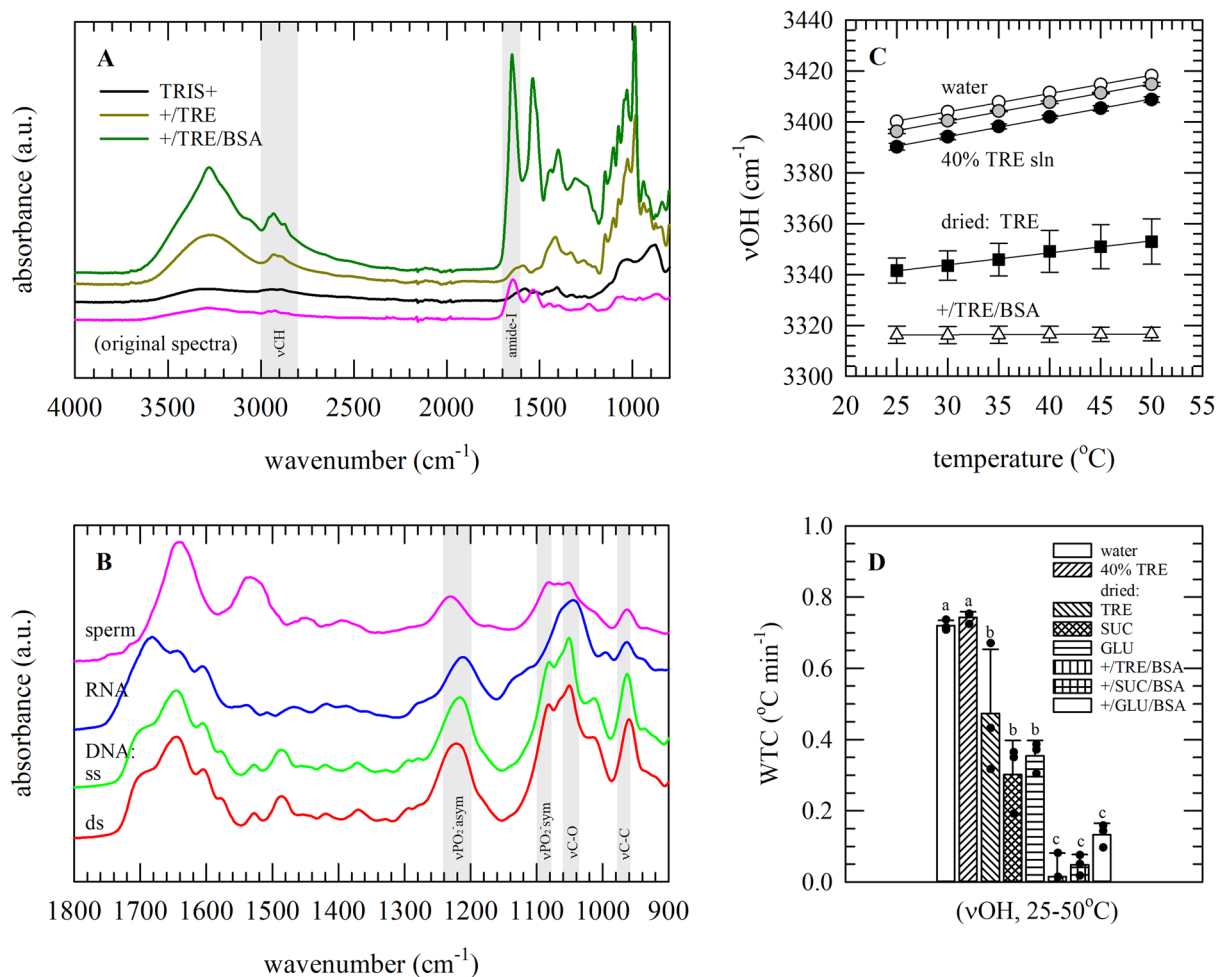 A
TRIS+
+/TRE
+/TRE/BSA
(original spectra)
νCH
amide-I
absorbance (a.u.)
4000 3500 3000 2500 2000 1500 1000
wavenumber (cm⁻¹)
C
water
40% TRE sln
dried: TRE
+/TRE/BSA
νOH (cm⁻¹)
3440
3420
3400
3380
3360
3340
3320
3300
20 25 30 35 40 45 50 55
temperature (°C)
B
sperm
RNA
DNA:
ss
ds
νPO₂⁻asym
νPO₂⁻sym
νC-O
νC-C
absorbance (a.u.)
1800 1700 1600 1500 1400 1300 1200 1100 1000 900
wavenumber (cm⁻¹)
D
water
40% TRE
dried:
TRE
SUC
GLU
+/TRE/BSA
+/SUC/BSA
+/GLU/BSA
a a b b b c c c
WTC (°C min⁻¹)
1.0
0.8
0.6
0.4
0.2
0.0
(νOH, 25-50°C)